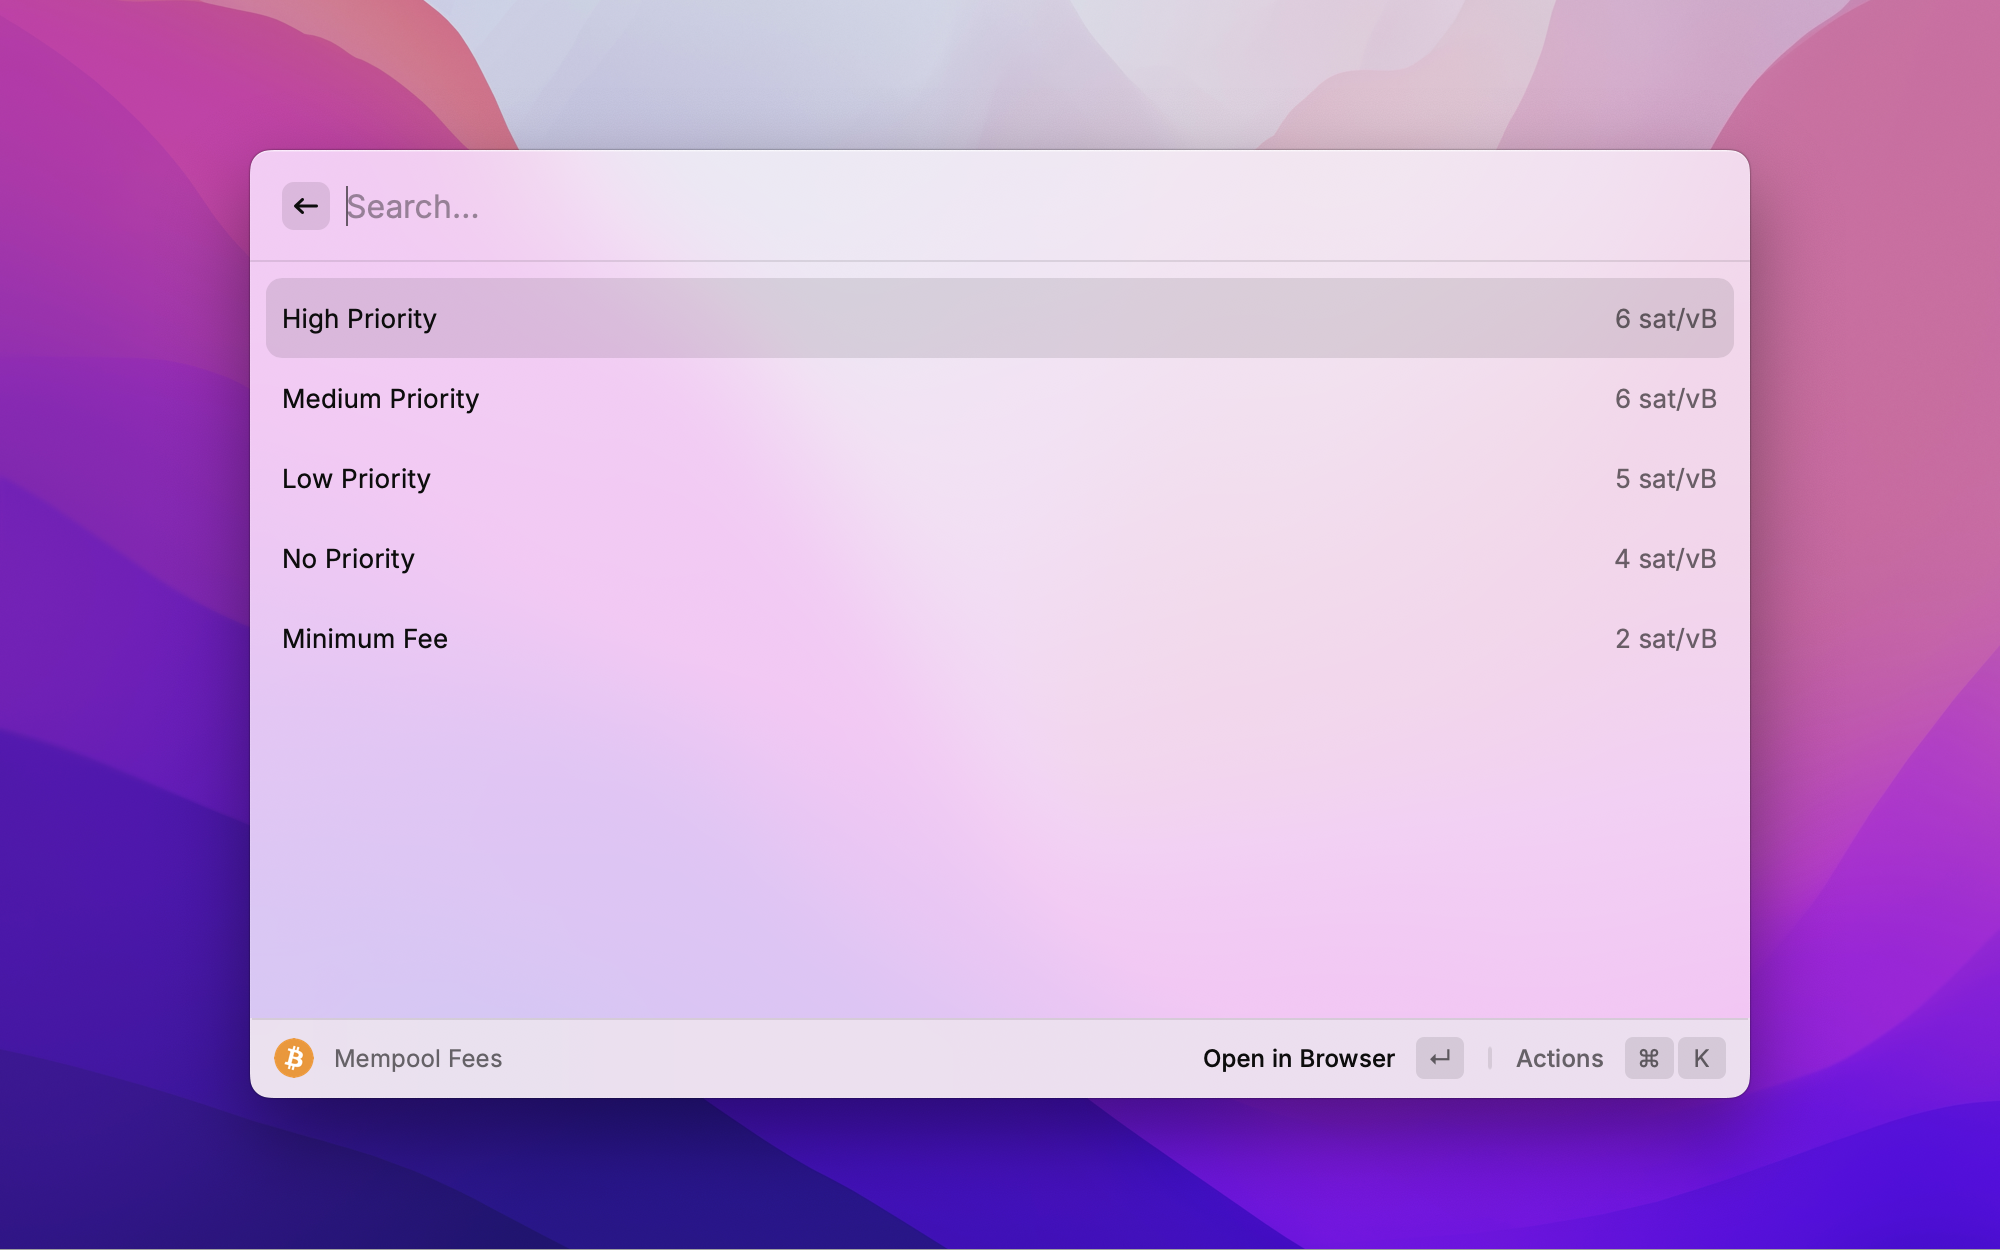 Search...
High Priority 6 sat/vB
Medium Priority 6 sat/vB
Low Priority 5 sat/vB
No Priority 4 sat/vB
Minimum Fee 2 sat/vB
Mempool Fees Open in Browser ↵ Actions ⌘ K